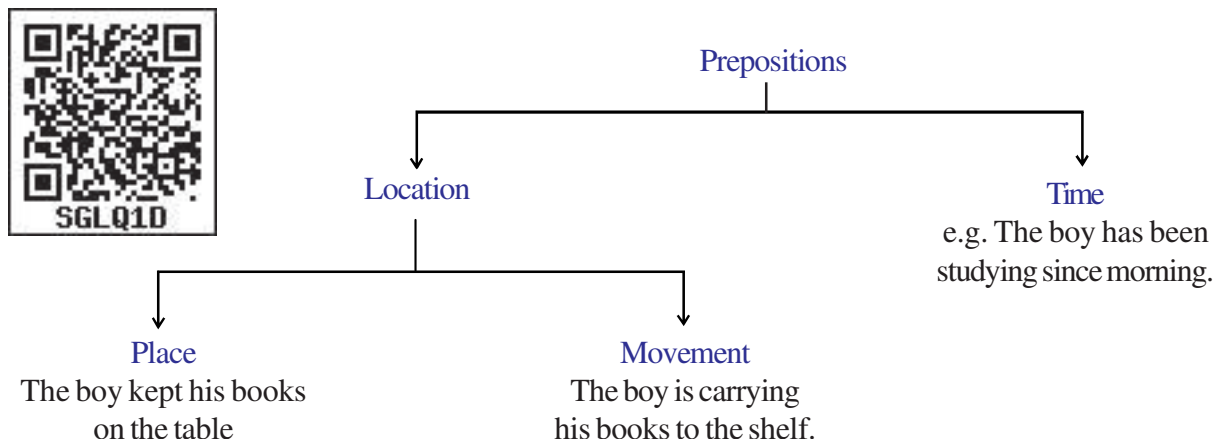 SGLQ1D
Prepositions
Location
Time
e.g. The boy has been
studying since morning.
Place
The boy kept his books
on the table
Movement
The boy is carrying
his books to the shelf.